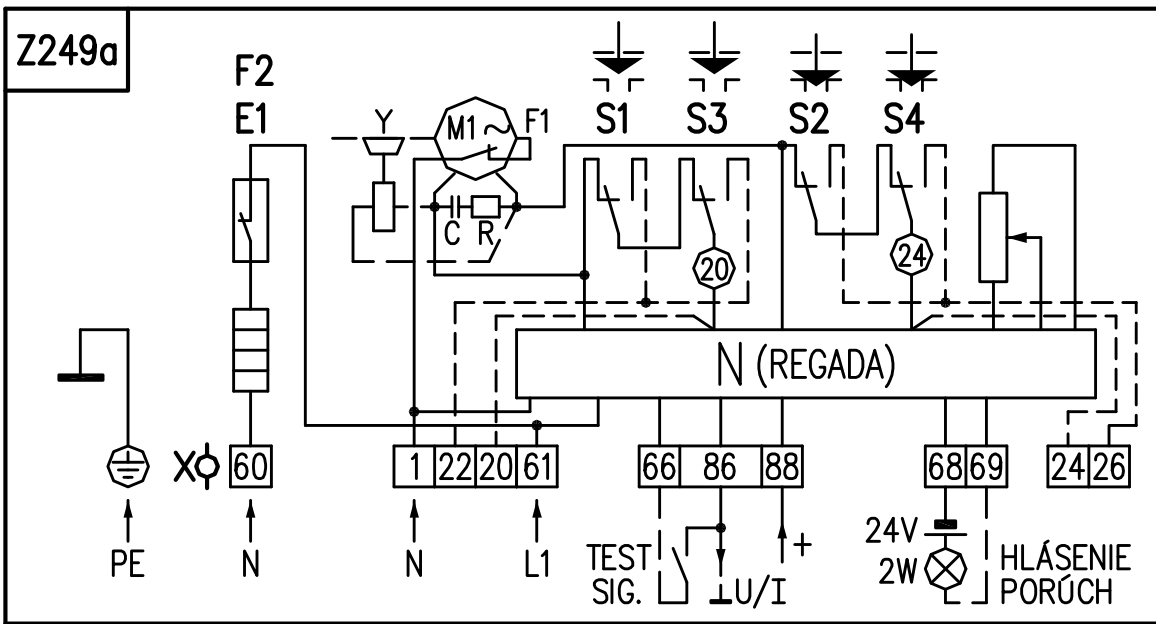 Z249a
F2
E1
Y
M1
F1
S1
S3
S2
S4
C
R
20
24
N (REGADA)
X
60
1
22
20
61
66
86
88
68
69
24
26
PE
N
N
L1
TEST
SIG.
U/I
+
24V
2W
HLÁSENIE
PORÚCH